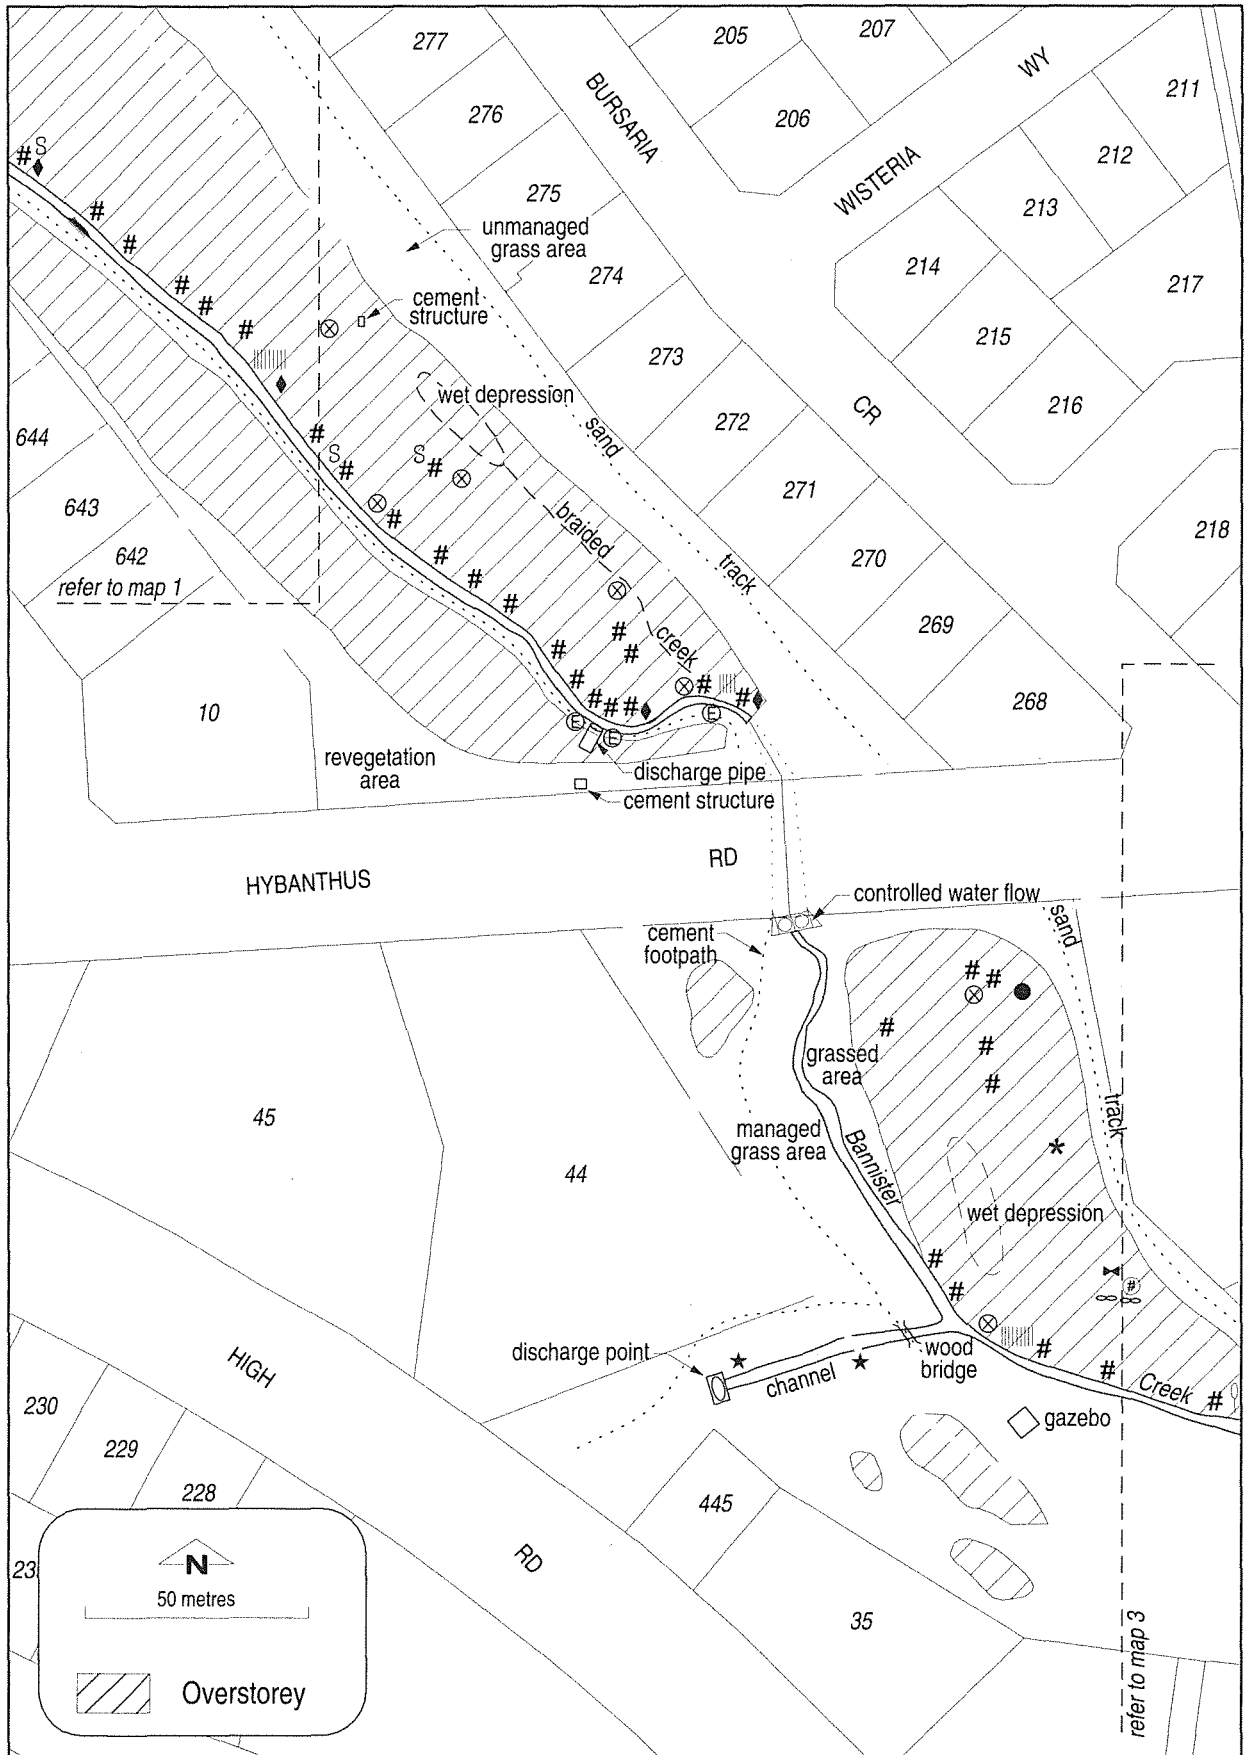 277
205
207
WY
211
BURSARIA
276
206
212
S
#
WISTERIA
275
213
unmanaged
grass area
214
217
274
cement
structure
215
273
wet depression
216
CR
272
sand
644
S
S
271
643
218
braided
270
642
track
refer to map 1
269
creek
268
10
E
E
E
revegetation
area
discharge pipe
cement structure
RD
HYBANTHUS
controlled water flow
sand
cement
footpath
grassed
area
45
track
managed
grass area
Bannister
44
wet depression
#
HIGH
discharge point
wood
bridge
channel
Creek
230
gazebo
229
228
445
RD
23
N
50 metres
35
refer to map 3
Overstorey